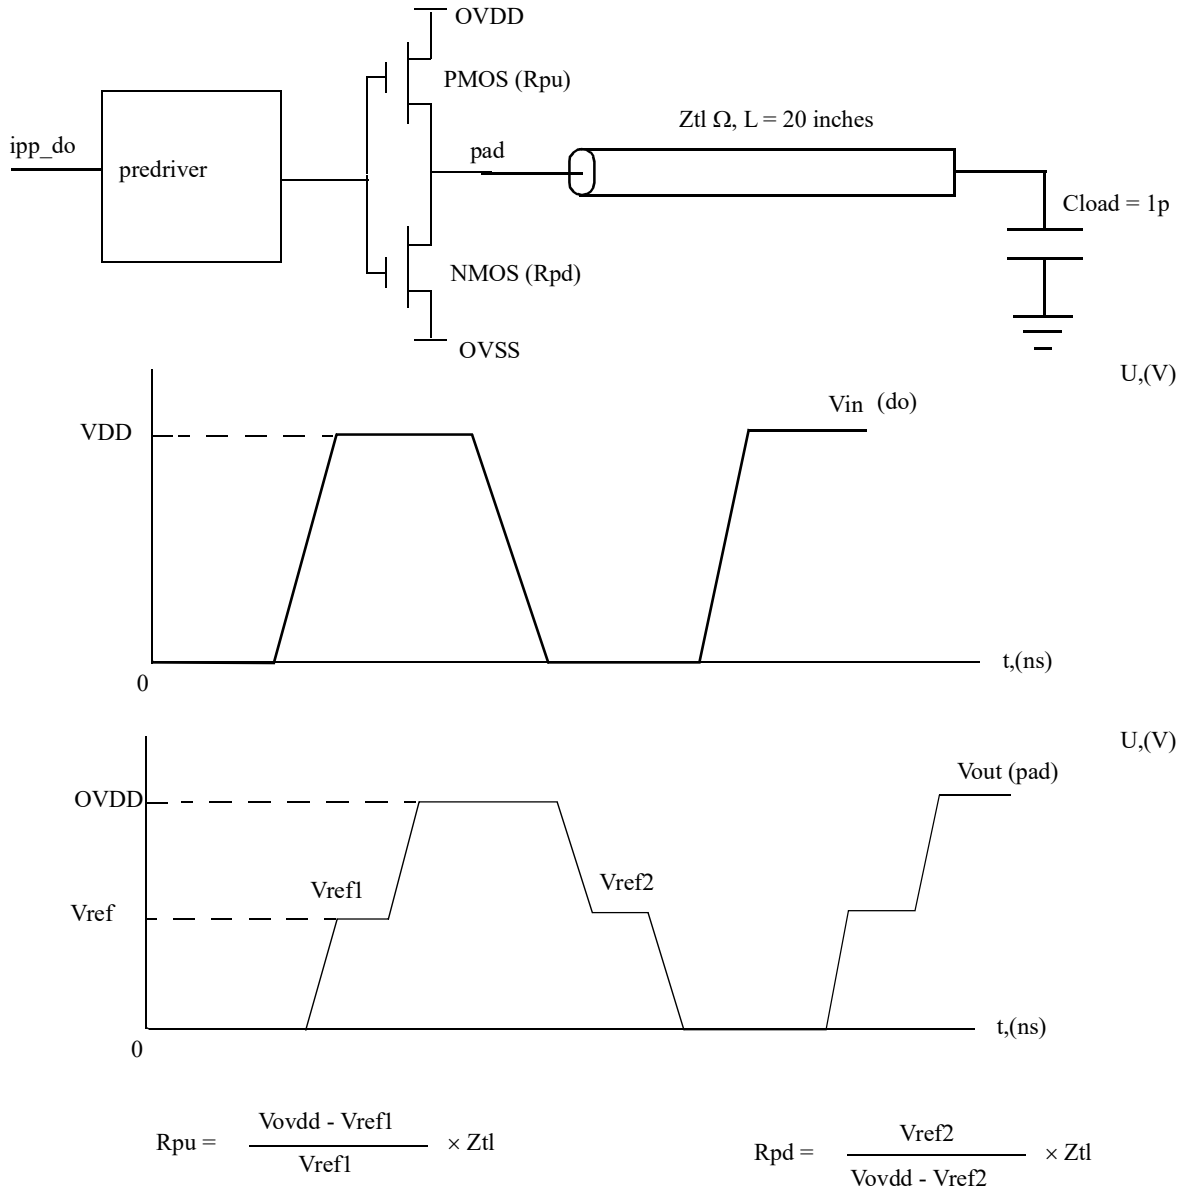 OVDD
PMOS (Rpu)
Ztl Ω, L = 20 inches
ipp_do
predriver
pad
Cload = 1p
NMOS (Rpd)
OVSS
U,(V)
Vin (do)
VDD
t,(ns)
0
U,(V)
Vout (pad)
OVDD
Vref1
Vref2
Vref
t,(ns)
0
Rpu = Vovdd - Vref1 / Vref1 × Ztl
Rpd = Vref2 / Vovdd - Vref2 × Ztl